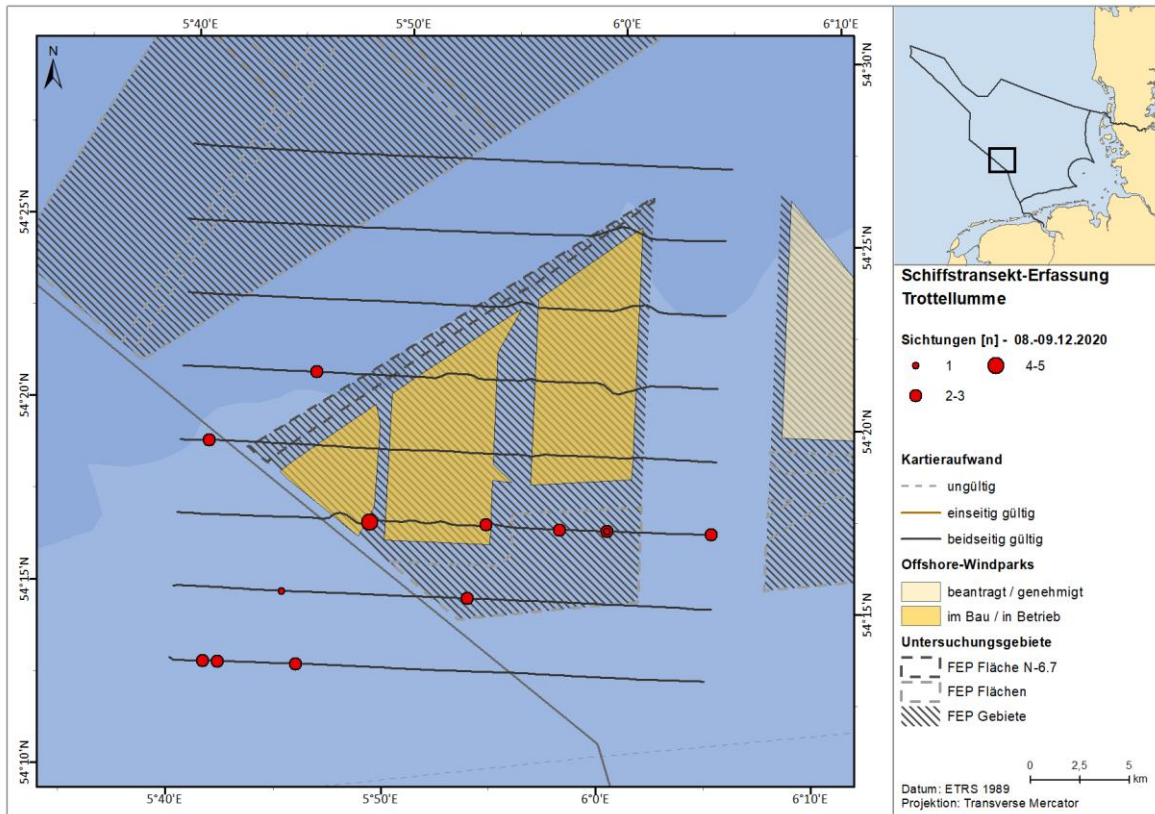 5°40'E
5°50'E
6°0'E
6°10'E
N
54°30'N
54°25'N
54°25'N
54°20'N
54°20'N
54°15'N
54°15'N
54°10'N
5°40'E
5°50'E
6°0'E
6°10'E
Schiffstransekt-Erfassung
Trottellumme
Sichtungen [n] - 08.-09.12.2020
1
4-5
2-3
Kartieraufwand
ungültig
einseitig gültig
beidseitig gültig
Offshore-Windparks
beantragt / genehmigt
im Bau / in Betrieb
Untersuchungsgebiete
FEP Fläche N-6.7
FEP Flächen
FEP Gebiete
0 2,5 5
km
Datum: ETRS 1989
Projektion: Transverse Mercator